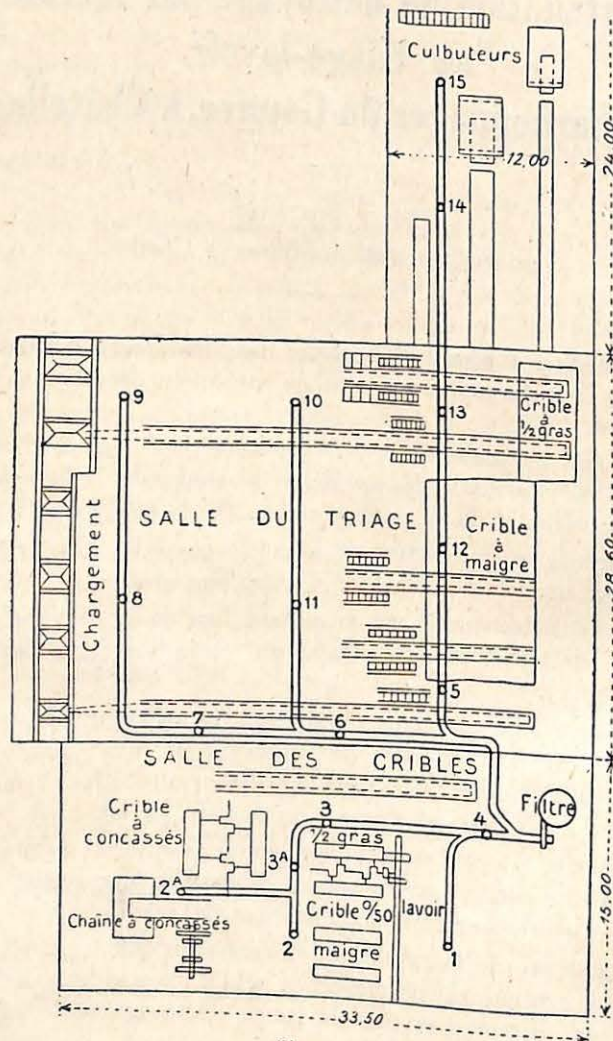 Culbuteurs
15
24,00
12,00
14
9
10
13
Crible
à
1/2 gras
SALLE DU TRIAGE
Crible
à
maigre
Chargement
12
28,60
8
11
5
7
6
SALLE DES CRIBLES
Filtre
Crible
à
concassés
3
1/2 gras
4
3A
2A
Crible 0/50
lavoir
15,00
Chaîne à concassés
2
maigre
1
33,50